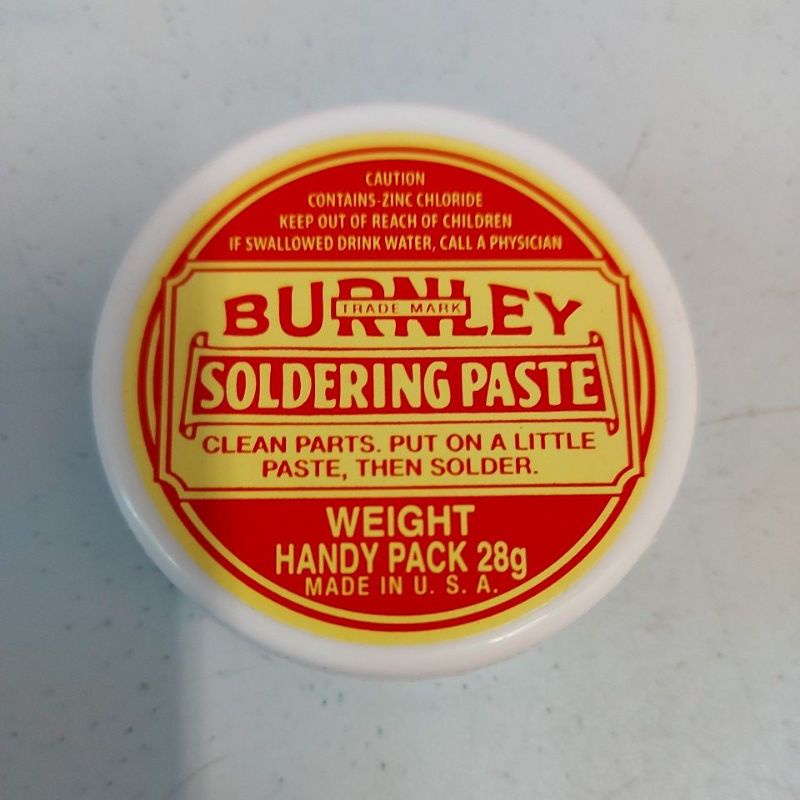 CAUTION
CONTAINS-ZINC CHLORIDE
KEEP OUT OF REACH OF CHILDREN
IF SWALLOWED DRINK WATER, CALL A PHYSICIAN
BURNLEY
TRADE MARK
SOLDERING PASTE
CLEAN PARTS. PUT ON A LITTLE
PASTE, THEN SOLDER.
WEIGHT
HANDY PACK 28g
MADE IN U. S. A.